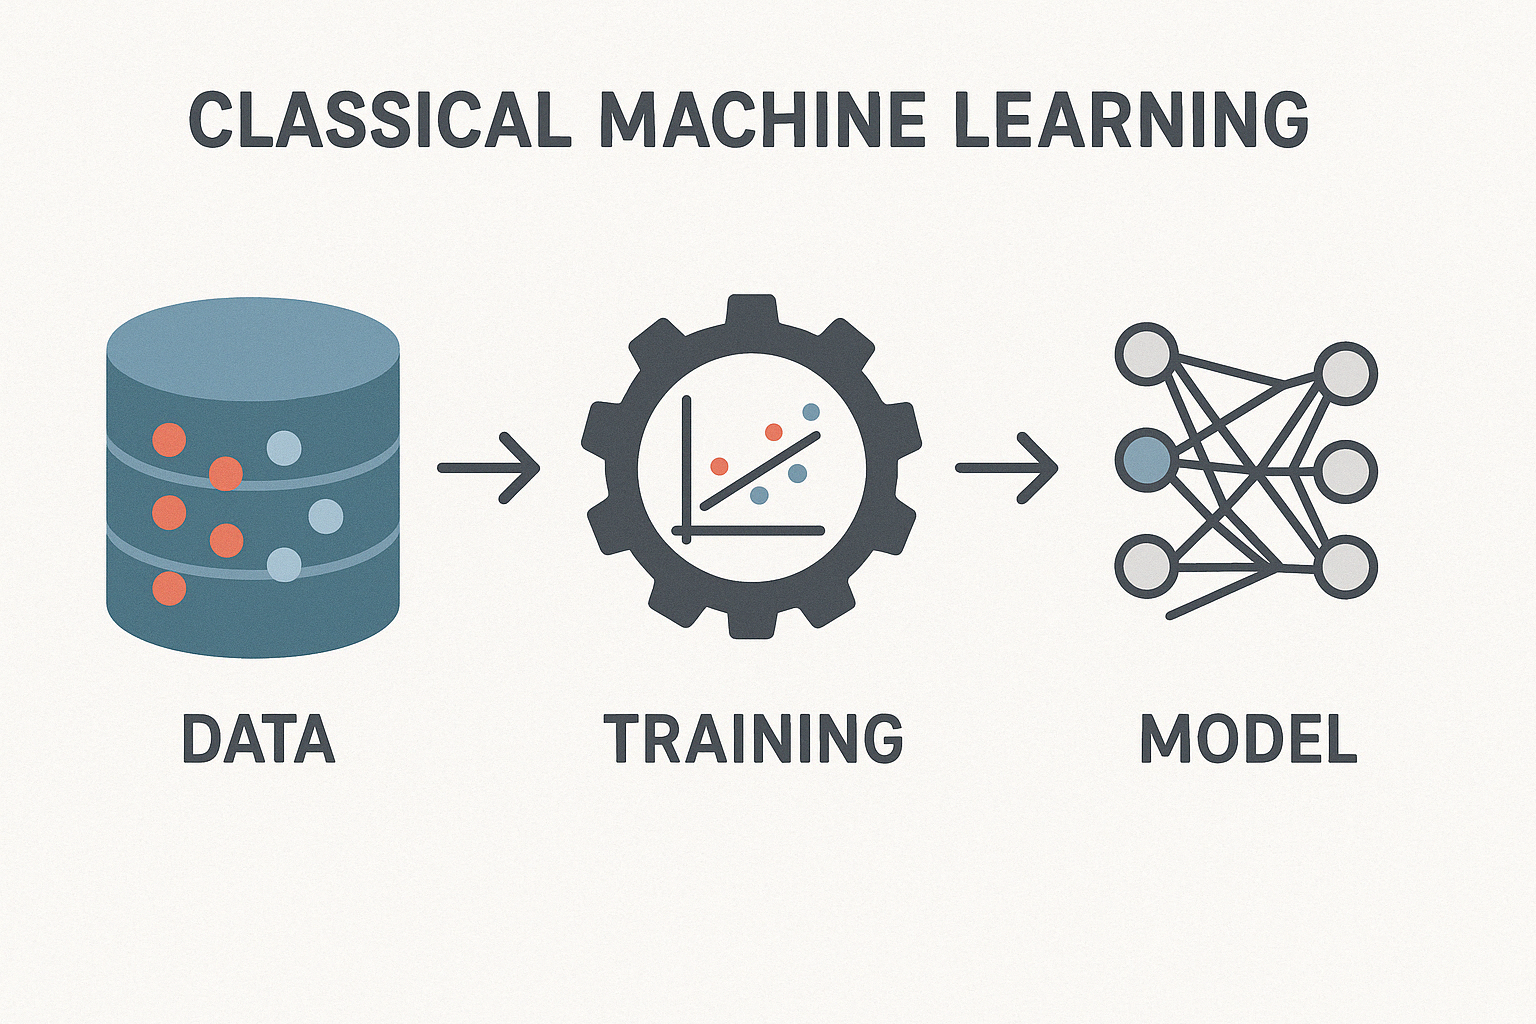 CLASSICAL MACHINE LEARNING
DATA
TRAINING
MODEL